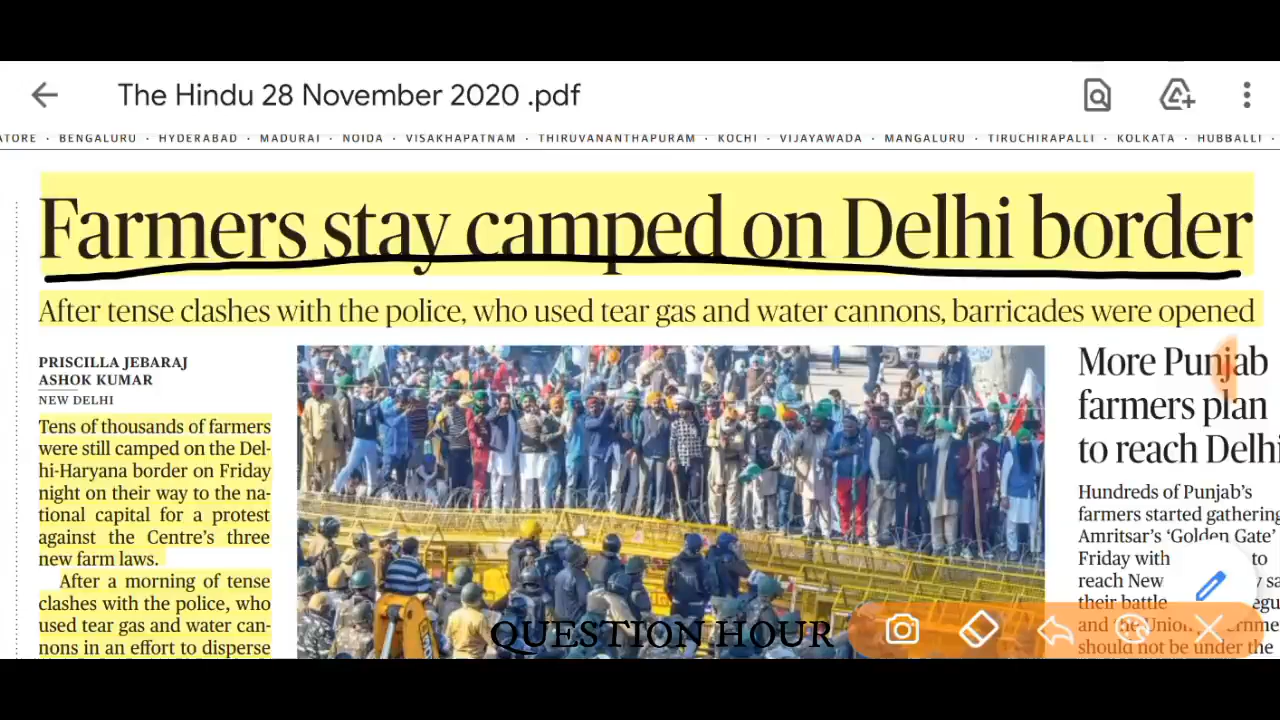 The Hindu 28 November 2020 .pdf
ATORE · BENGALURU · HYDERABAD · MADURAI · NOIDA · VISAKHAPATNAM · THIRUVANANTHAPURAM · KOCHI · VIJAYAWADA · MANGALURU · TIRUCHIRAPALLI · KOLKATA · HUBBALLI ·
Farmers stay camped on Delhi border
After tense clashes with the police, who used tear gas and water cannons, barricades were opened
PRISCILLA JEBARAJ
ASHOK KUMAR
NEW DELHI
Tens of thousands of farmers
were still camped on the Del-
hi-Haryana border on Friday
night on their way to the na-
tional capital for a protest
against the Centre's three
new farm laws.
After a morning of tense
clashes with the police, who
used tear gas and water can-
nons in an effort to disperse
More Punjab
farmers plan
to reach Delhi
Hundreds of Punjab's
farmers started gathering
Amritsar's 'Golden Gate'
Friday with to
reach New
their battle
and the Union
should not be under the
QUESTION HOUR